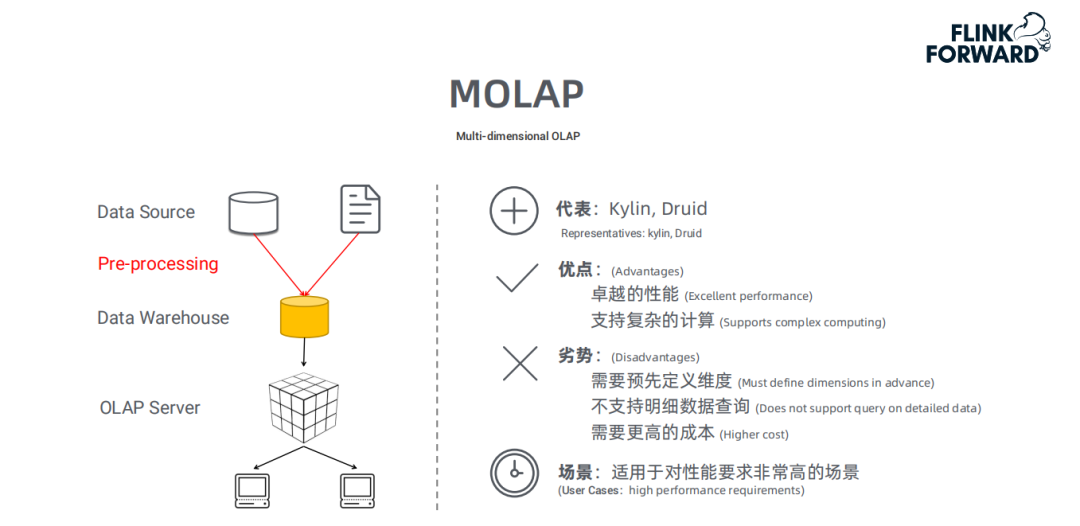 FLINK
FORWARD
MOLAP
Multi-dimensional OLAP
Data Source
Pre-processing
Data Warehouse
OLAP Server
代表：Kylin, Druid
Representatives: kylin, Druid
优点：(Advantages)
卓越的性能 (Excellent performance)
支持复杂的计算 (Supports complex computing)
劣势：(Disadvantages)
需要预先定义维度 (Must define dimensions in advance)
不支持明细数据查询 (Does not support query on detailed data)
需要更高的成本 (Higher cost)
场景：适用于对性能要求非常高的场景
(User Cases：high performance requirements)